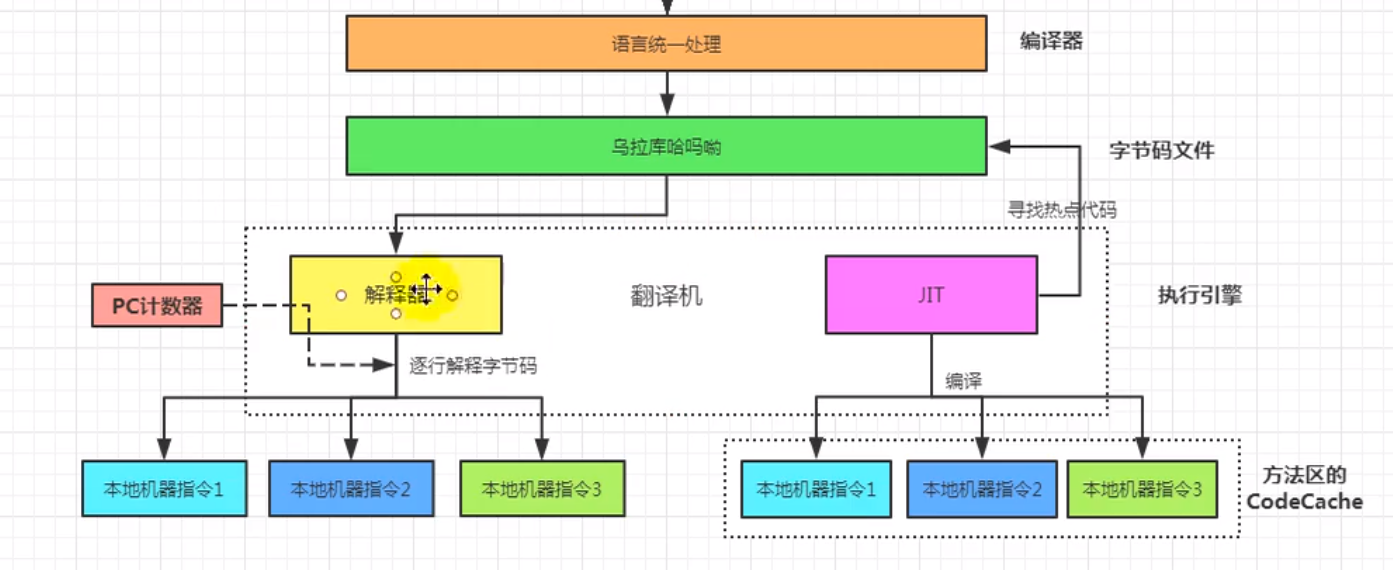 语言统一处理
编译器
乌拉库哈吗哟
字节码文件
寻找热点代码
解释器
翻译机
JIT
执行引擎
PC计数器
逐行解释字节码
编译
本地机器指令1
本地机器指令2
本地机器指令3
本地机器指令1
本地机器指令2
本地机器指令3
方法区的
CodeCache